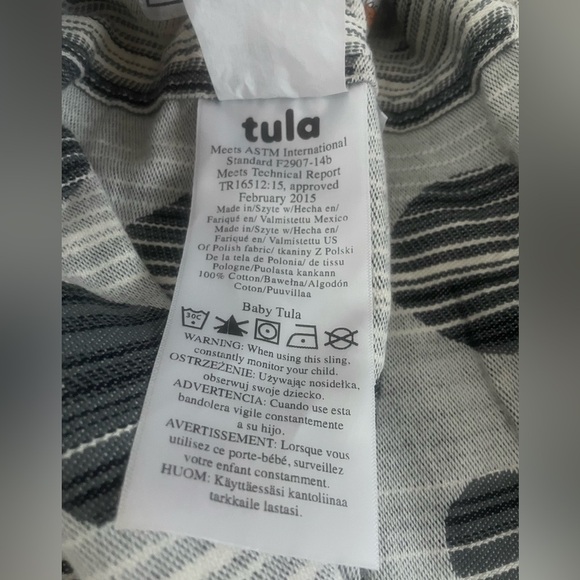 tula
Meets ASTM International
Standard F2907-14b
Meets Technical Report
TR16512:15, approved
February 2015
Made in/Szyte w/Hecha en/
Fariqué en/ Valmistettu Mexico
Made in/Szyte w/Hecha en/
Fariqué en/ Valmistettu US
Of Polish fabric/ tkaniny Z Polski
De la tela de Polonia/ de tissu
Pologne/Puolasta kankann
100% Cotton/Bawełna/Algodón
Coton/Puuvillaa
Baby Tula
30C
WARNING: When using this sling,
constantly monitor your child.
OSTRZEŻENIE: Używając nosidełka,
obserwuj swoje dziecko.
ADVERTENCIA: Cuando use esta
bandolera vigile constantemente
a su hijo.
AVERTISSEMENT: Lorsque vous
utilisez ce porte-bébé, surveillez
votre enfant constamment.
HUOM: Käyttäessäsi kantoliinaa
tarkkaile lastasi.